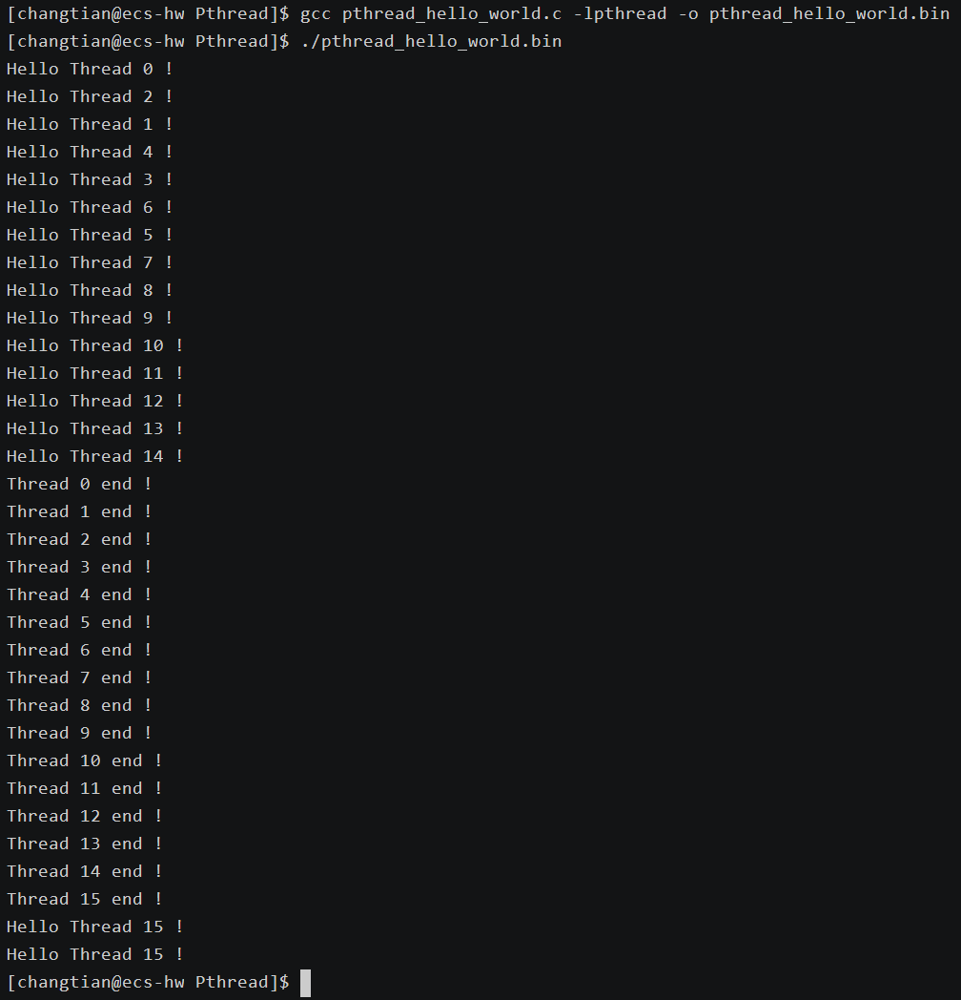 [changtian@ecs-hw Pthread]$ gcc pthread_hello_world.c -lpthread -o pthread_hello_world.bin
[changtian@ecs-hw Pthread]$ ./pthread_hello_world.bin
Hello Thread 0 !
Hello Thread 2 !
Hello Thread 1 !
Hello Thread 4 !
Hello Thread 3 !
Hello Thread 6 !
Hello Thread 5 !
Hello Thread 7 !
Hello Thread 8 !
Hello Thread 9 !
Hello Thread 10 !
Hello Thread 11 !
Hello Thread 12 !
Hello Thread 13 !
Hello Thread 14 !
Thread 0 end !
Thread 1 end !
Thread 2 end !
Thread 3 end !
Thread 4 end !
Thread 5 end !
Thread 6 end !
Thread 7 end !
Thread 8 end !
Thread 9 end !
Thread 10 end !
Thread 11 end !
Thread 12 end !
Thread 13 end !
Thread 14 end !
Thread 15 end !
Hello Thread 15 !
Hello Thread 15 !
[changtian@ecs-hw Pthread]$